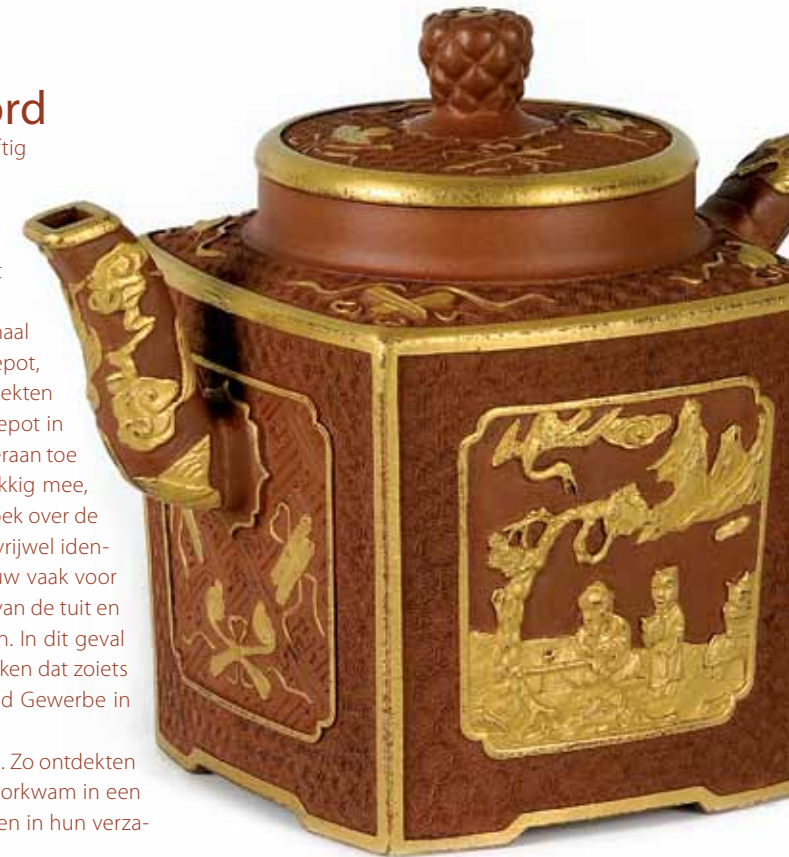 ord
tig
t
aal
epot,
ekten
epot in
eraan toe
kkig mee,
oek over de
vrijwel iden-
uw vaak voor
van de tuit en
n. In dit geval
ken dat zoiets
d Gewerbe in
. Zo ontdekten
orkwam in een
en in hun verza-